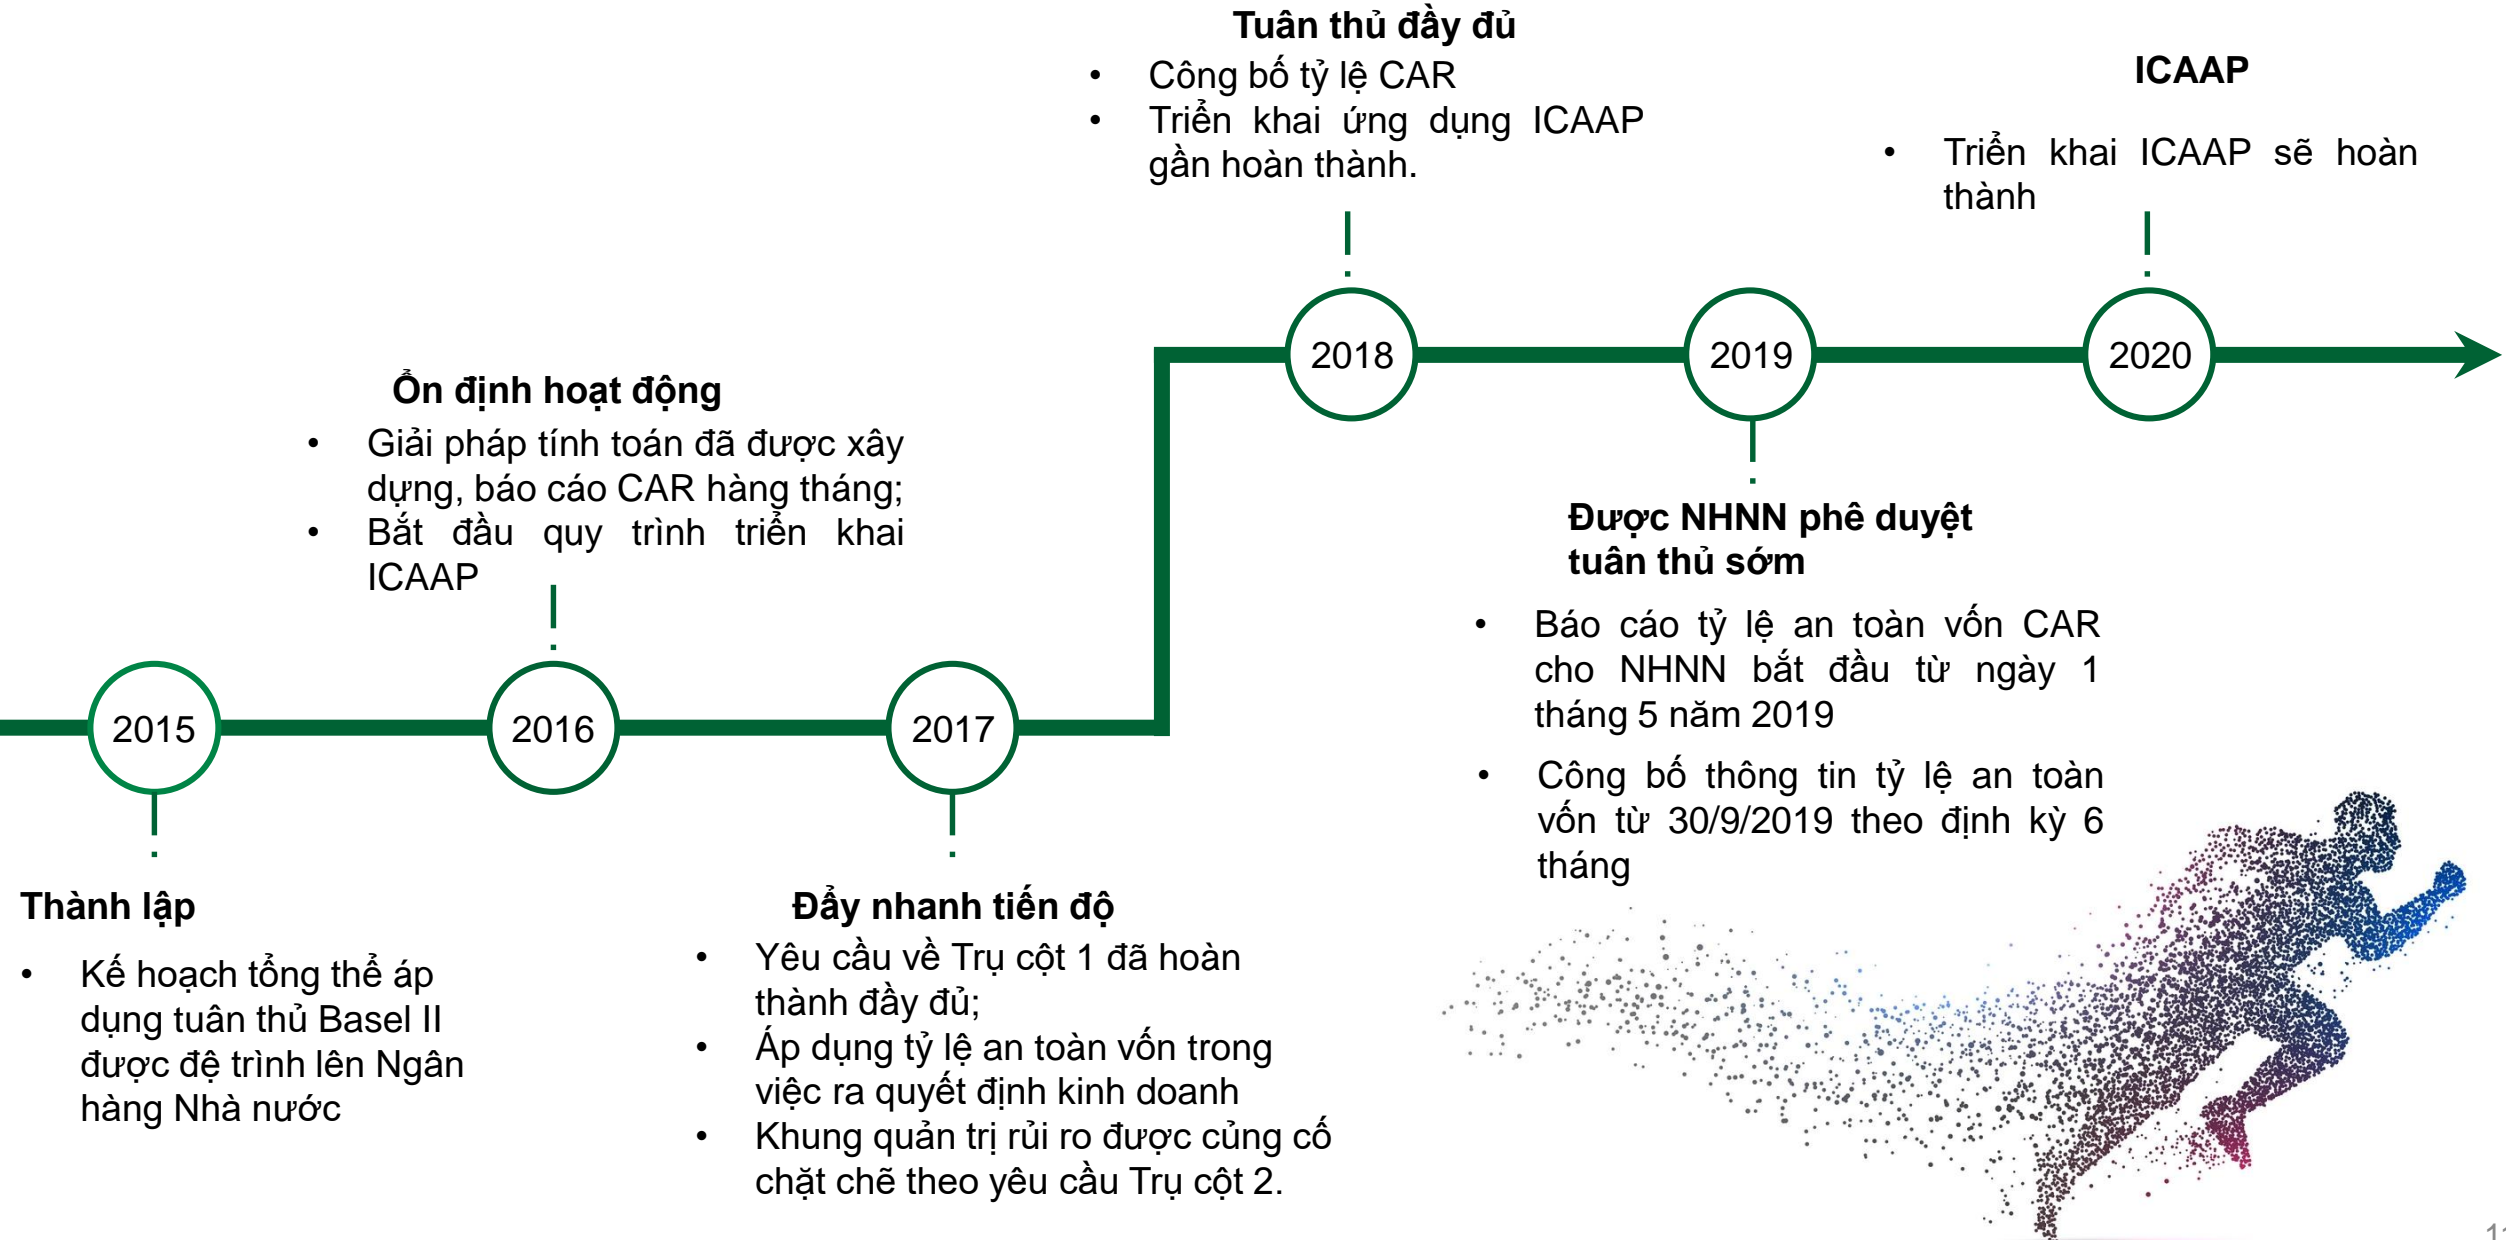 Tuân thủ đầy đủ
• Công bố tỷ lệ CAR
• Triển khai ứng dụng ICAAP
gần hoàn thành.
ICAAP
• Triển khai ICAAP sẽ hoàn
thành
2018
2019
2020
Ổn định hoạt động
• Giải pháp tính toán đã được xây
dựng, báo cáo CAR hàng tháng;
• Bắt đầu quy trình triển khai
ICAAP
Được NHNN phê duyệt
tuân thủ sớm
• Báo cáo tỷ lệ an toàn vốn CAR
cho NHNN bắt đầu từ ngày 1
tháng 5 năm 2019
• Công bố thông tin tỷ lệ an toàn
vốn từ 30/9/2019 theo định kỳ 6
tháng
2015
2016
2017
Thành lập
• Kế hoạch tổng thể áp
dụng tuân thủ Basel II
được đệ trình lên Ngân
hàng Nhà nước
Đẩy nhanh tiến độ
• Yêu cầu về Trụ cột 1 đã hoàn
thành đầy đủ;
• Áp dụng tỷ lệ an toàn vốn trong
việc ra quyết định kinh doanh
• Khung quản trị rủi ro được củng cố
chặt chẽ theo yêu cầu Trụ cột 2.